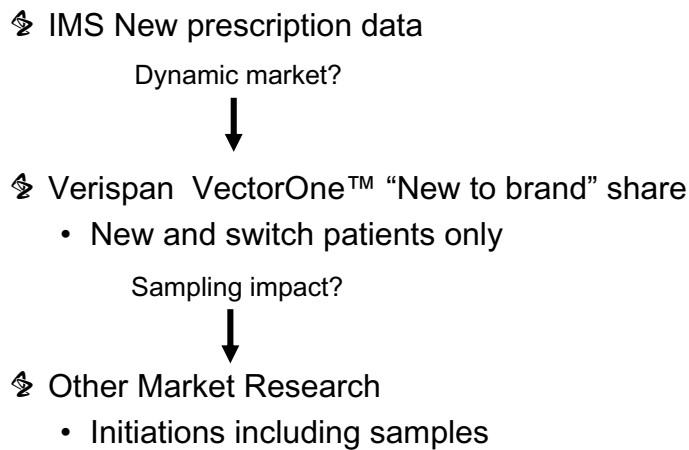 IMS New prescription data
Dynamic market?
Verispan VectorOne™ “New to brand” share
• New and switch patients only
Sampling impact?
Other Market Research
• Initiations including samples